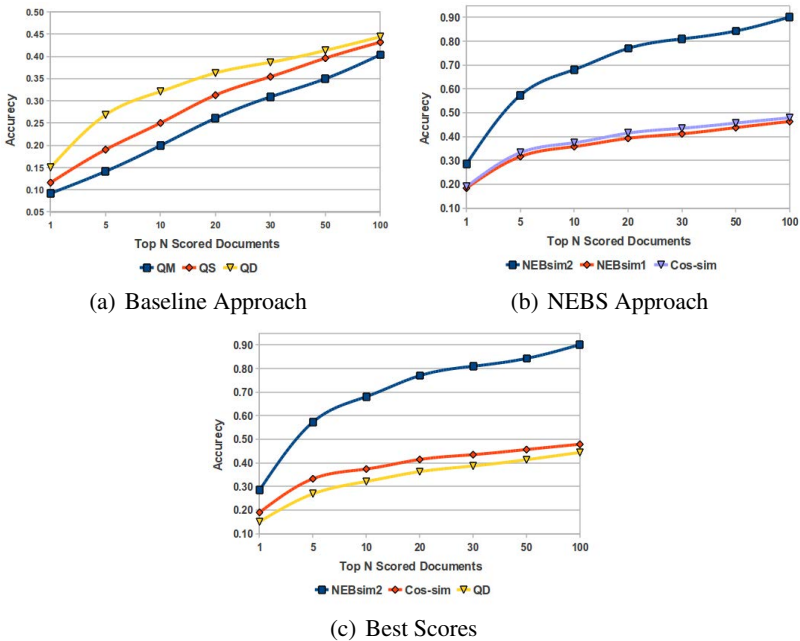 0.50
0.45
0.40
0.35
0.30
0.25
0.20
0.15
0.10
0.05
Accurecy
1 5 10 20 30 50 100
Top N Scored Documents
QM QS QD
(a) Baseline Approach
0.90
0.80
0.70
0.60
0.50
0.40
0.30
0.20
0.10
Accurecy
1 5 10 20 30 50 100
Top N Scored Documents
NEBsim2 NEBsim1 Cos-sim
(b) NEBS Approach
0.90
0.80
0.70
0.60
0.50
0.40
0.30
0.20
0.10
Accurecy
1 5 10 20 30 50 100
Top N Scored Documents
NEBsim2 Cos-sim QD
(c) Best Scores